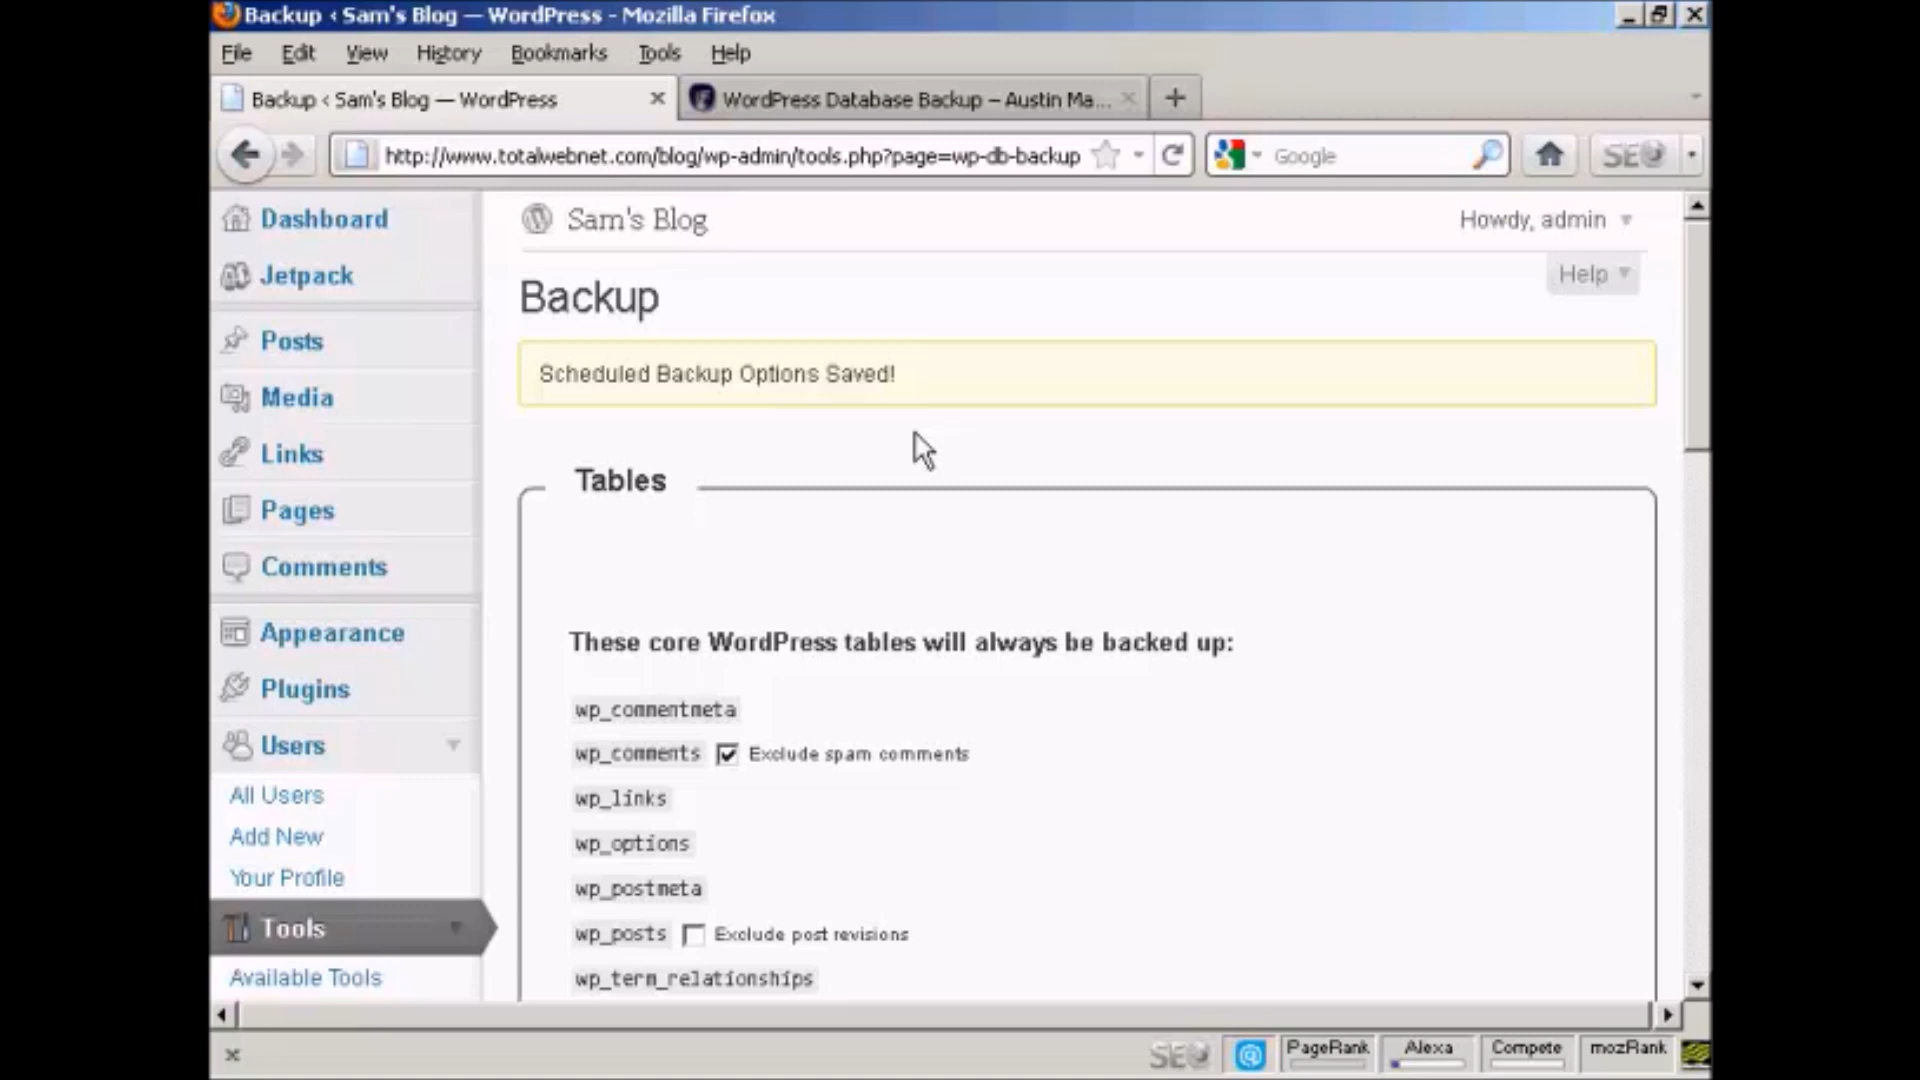 Backup ‹ Sam's Blog — WordPress - Mozilla Firefox
File Edit View History Bookmarks Tools Help
Backup ‹ Sam's Blog — WordPress
WordPress Database Backup – Austin Ma...
http://www.totalwebnet.com/blog/wp-admin/tools.php?page=wp-db-backup
Google
SEO
Dashboard
Jetpack
Posts
Media
Links
Pages
Comments
Appearance
Plugins
Users
All Users
Add New
Your Profile
Tools
Available Tools
Sam's Blog
Howdy, admin
Help
Backup
Scheduled Backup Options Saved!
Tables
These core WordPress tables will always be backed up:
wp_commentmeta
wp_comments Exclude spam comments
wp_links
wp_options
wp_postmeta
wp_posts Exclude post revisions
wp_term_relationships
SEO PageRank Alexa Compete mozRank